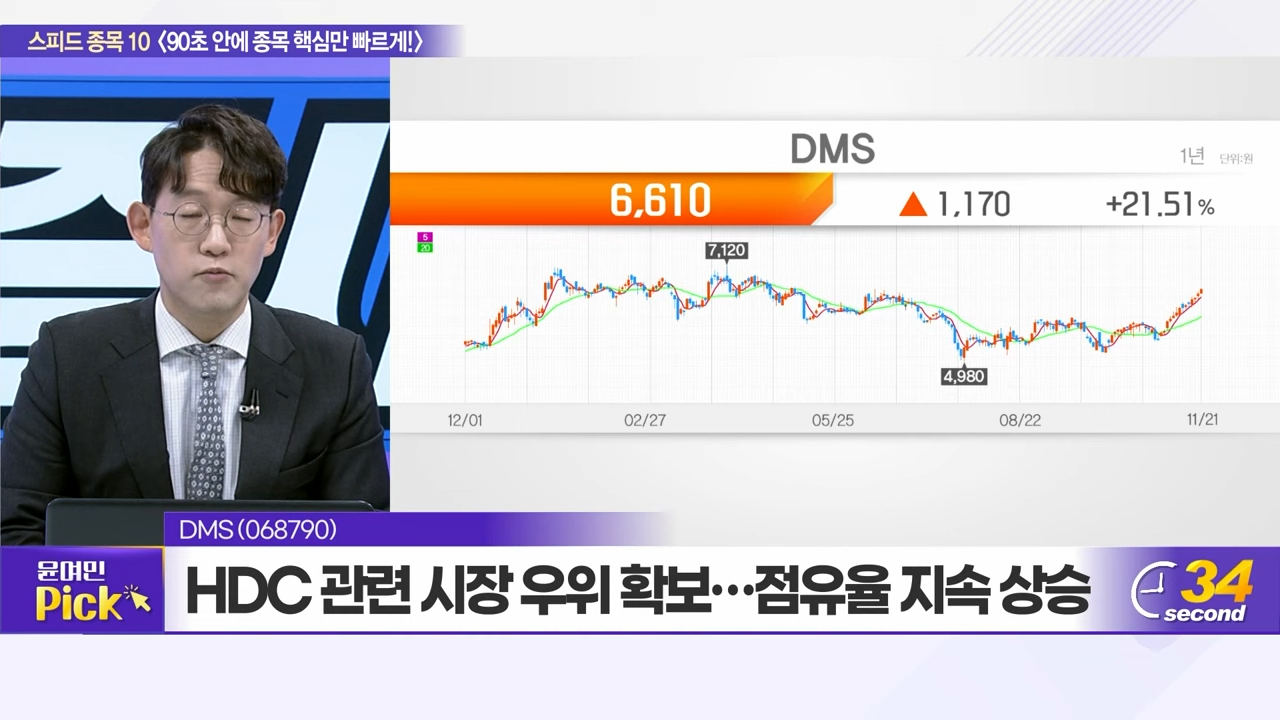 스피드 종목 10 〈90초 안에 종목 핵심만 빠르게!〉
DMS
1년 단위:원
6,610 ▲ 1,170 +21.51%
5
20
7,120
4,980
12/01 02/27 05/25 08/22 11/21
DMS (068790)
윤여민
Pick
HDC 관련 시장 우위 확보…점유율 지속 상승
34
second